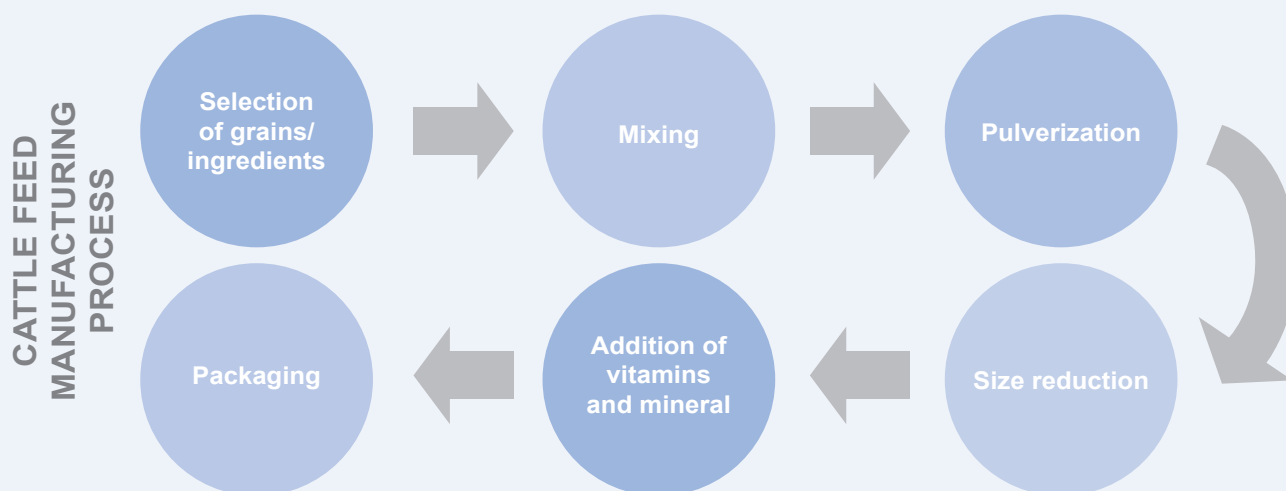 CATTLE FEED
MANUFACTURING
PROCESS
Selection
of grains/
ingredients
Mixing
Pulverization
Size reduction
Addition of
vitamins
and mineral
Packaging